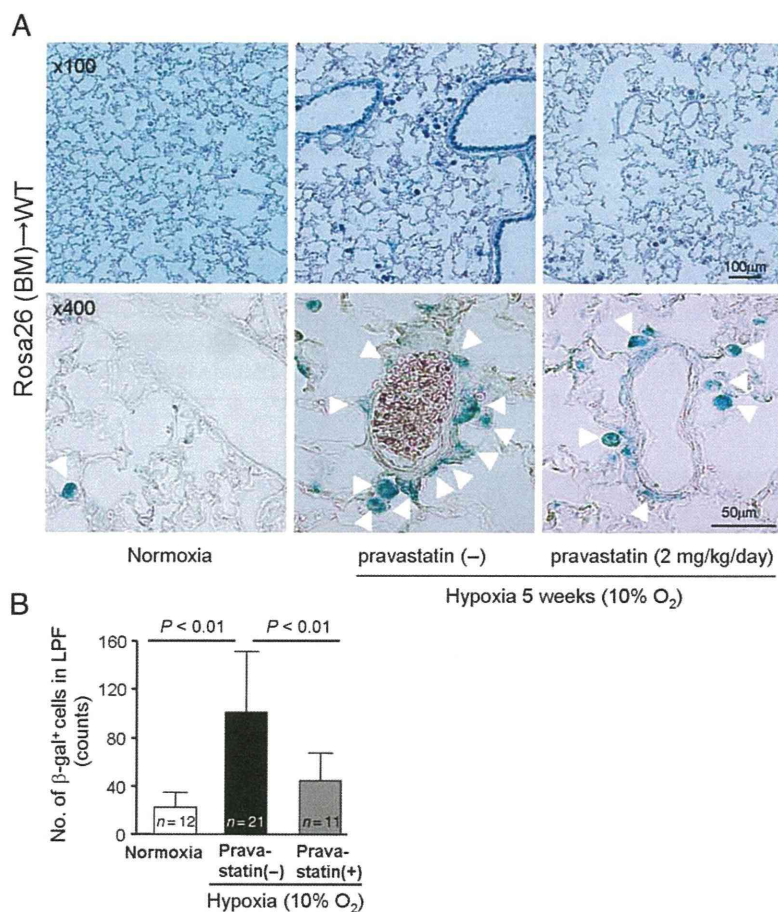 A
Rosa26 (BM)→WT
x100
100μm
x400
50μm
Normoxia
pravastatin (–)
pravastatin (2 mg/kg/day)
Hypoxia 5 weeks (10% O₂)
B
No. of β-gal⁺ cells in LPF
(counts)
P < 0.01
P < 0.01
160
120
80
40
0
n=12
n=21
n=11
Normoxia
Prava-
statin(–)
Prava-
statin(+)
Hypoxia (10% O₂)